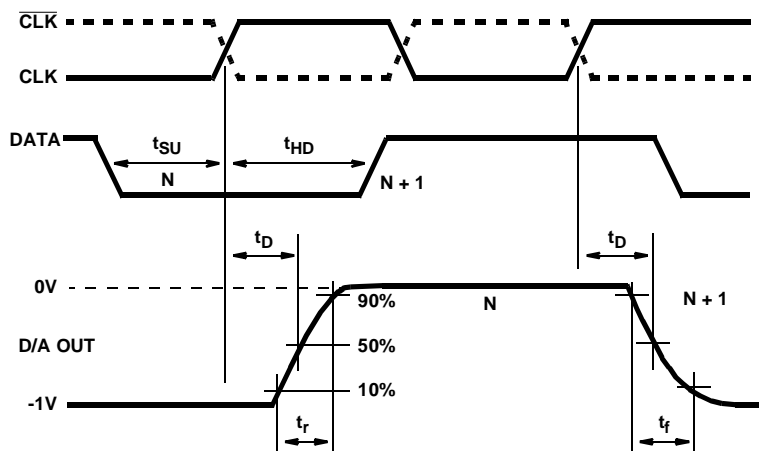 CLK
CLK
DATA
tSU
tHD
N
N + 1
tD
tD
0V
90%
N
N + 1
D/A OUT
50%
10%
-1V
tr
tf